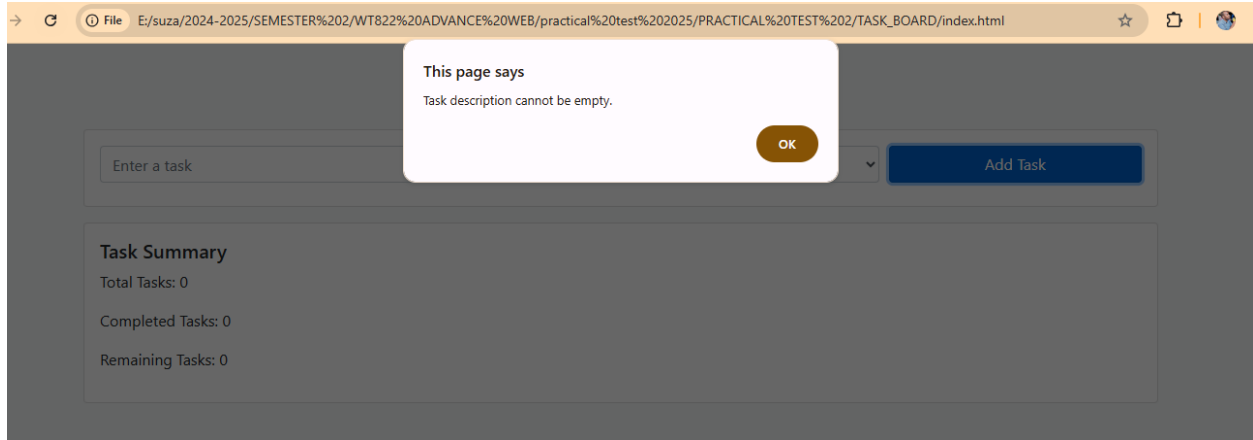 File E:/suza/2024-2025/SEMESTER%202/WT822%20ADVANCE%20WEB/practical%20test%202025/PRACTICAL%20TEST%202/TASK_BOARD/index.html
This page says
Task description cannot be empty.
OK
Enter a task
Add Task
Task Summary
Total Tasks: 0
Completed Tasks: 0
Remaining Tasks: 0